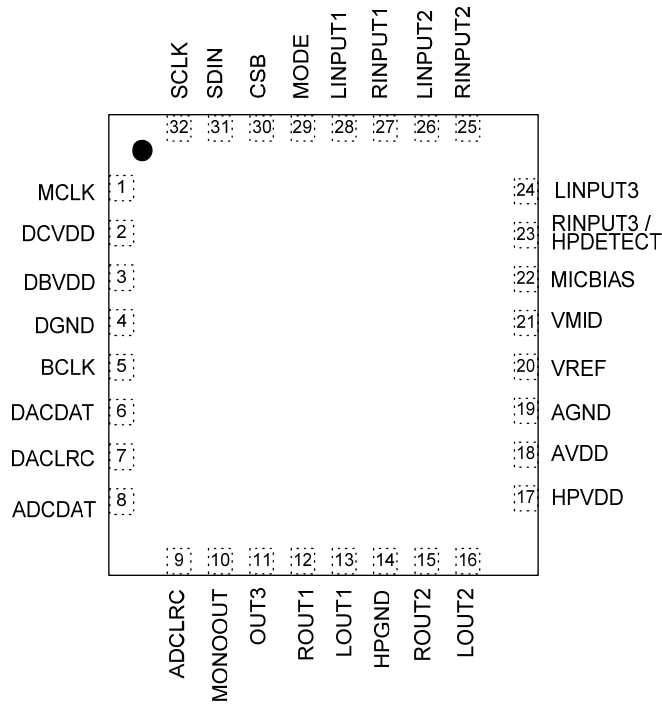 SCLK
SDIN
CSB
MODE
LINPUT1
RINPUT1
LINPUT2
RINPUT2
32
31
30
29
28
27
26
25
MCLK 1
DCVDD 2
DBVDD 3
DGND 4
BCLK 5
DACDAT 6
DACLRC 7
ADCDAT 8
24 LINPUT3
23 RINPUT3 /
HPDETECT
22 MICBIAS
21 VMID
20 VREF
19 AGND
18 AVDD
17 HPVDD
9
10
11
12
13
14
15
16
ADCLRC
MONOOUT
OUT3
ROUT1
LOUT1
HPGND
ROUT2
LOUT2